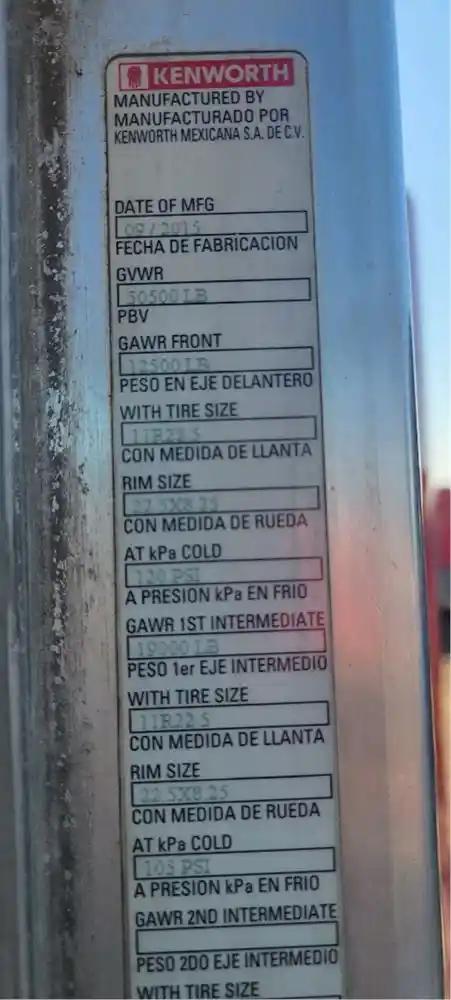 KENWORTH
MANUFACTURED BY
MANUFACTURADO POR
KENWORTH MEXICANA S.A. DE C.V.
DATE OF MFG
09/2015
FECHA DE FABRICACION
GVWR
50500 LB
PBV
GAWR FRONT
12500 LB
PESO EN EJE DELANTERO
WITH TIRE SIZE
11R22.5
CON MEDIDA DE LLANTA
RIM SIZE
22.5X8.25
CON MEDIDA DE RUEDA
AT kPa COLD
120 PSI
A PRESION kPa EN FRIO
GAWR 1ST INTERMEDIATE
19000 LB
PESO 1er EJE INTERMEDIO
WITH TIRE SIZE
11R22.5
CON MEDIDA DE LLANTA
RIM SIZE
22.5X8.25
CON MEDIDA DE RUEDA
AT kPa COLD
105 PSI
A PRESION kPa EN FRIO
GAWR 2ND INTERMEDIATE
PESO 2DO EJE INTERMEDIO
WITH TIRE SIZE